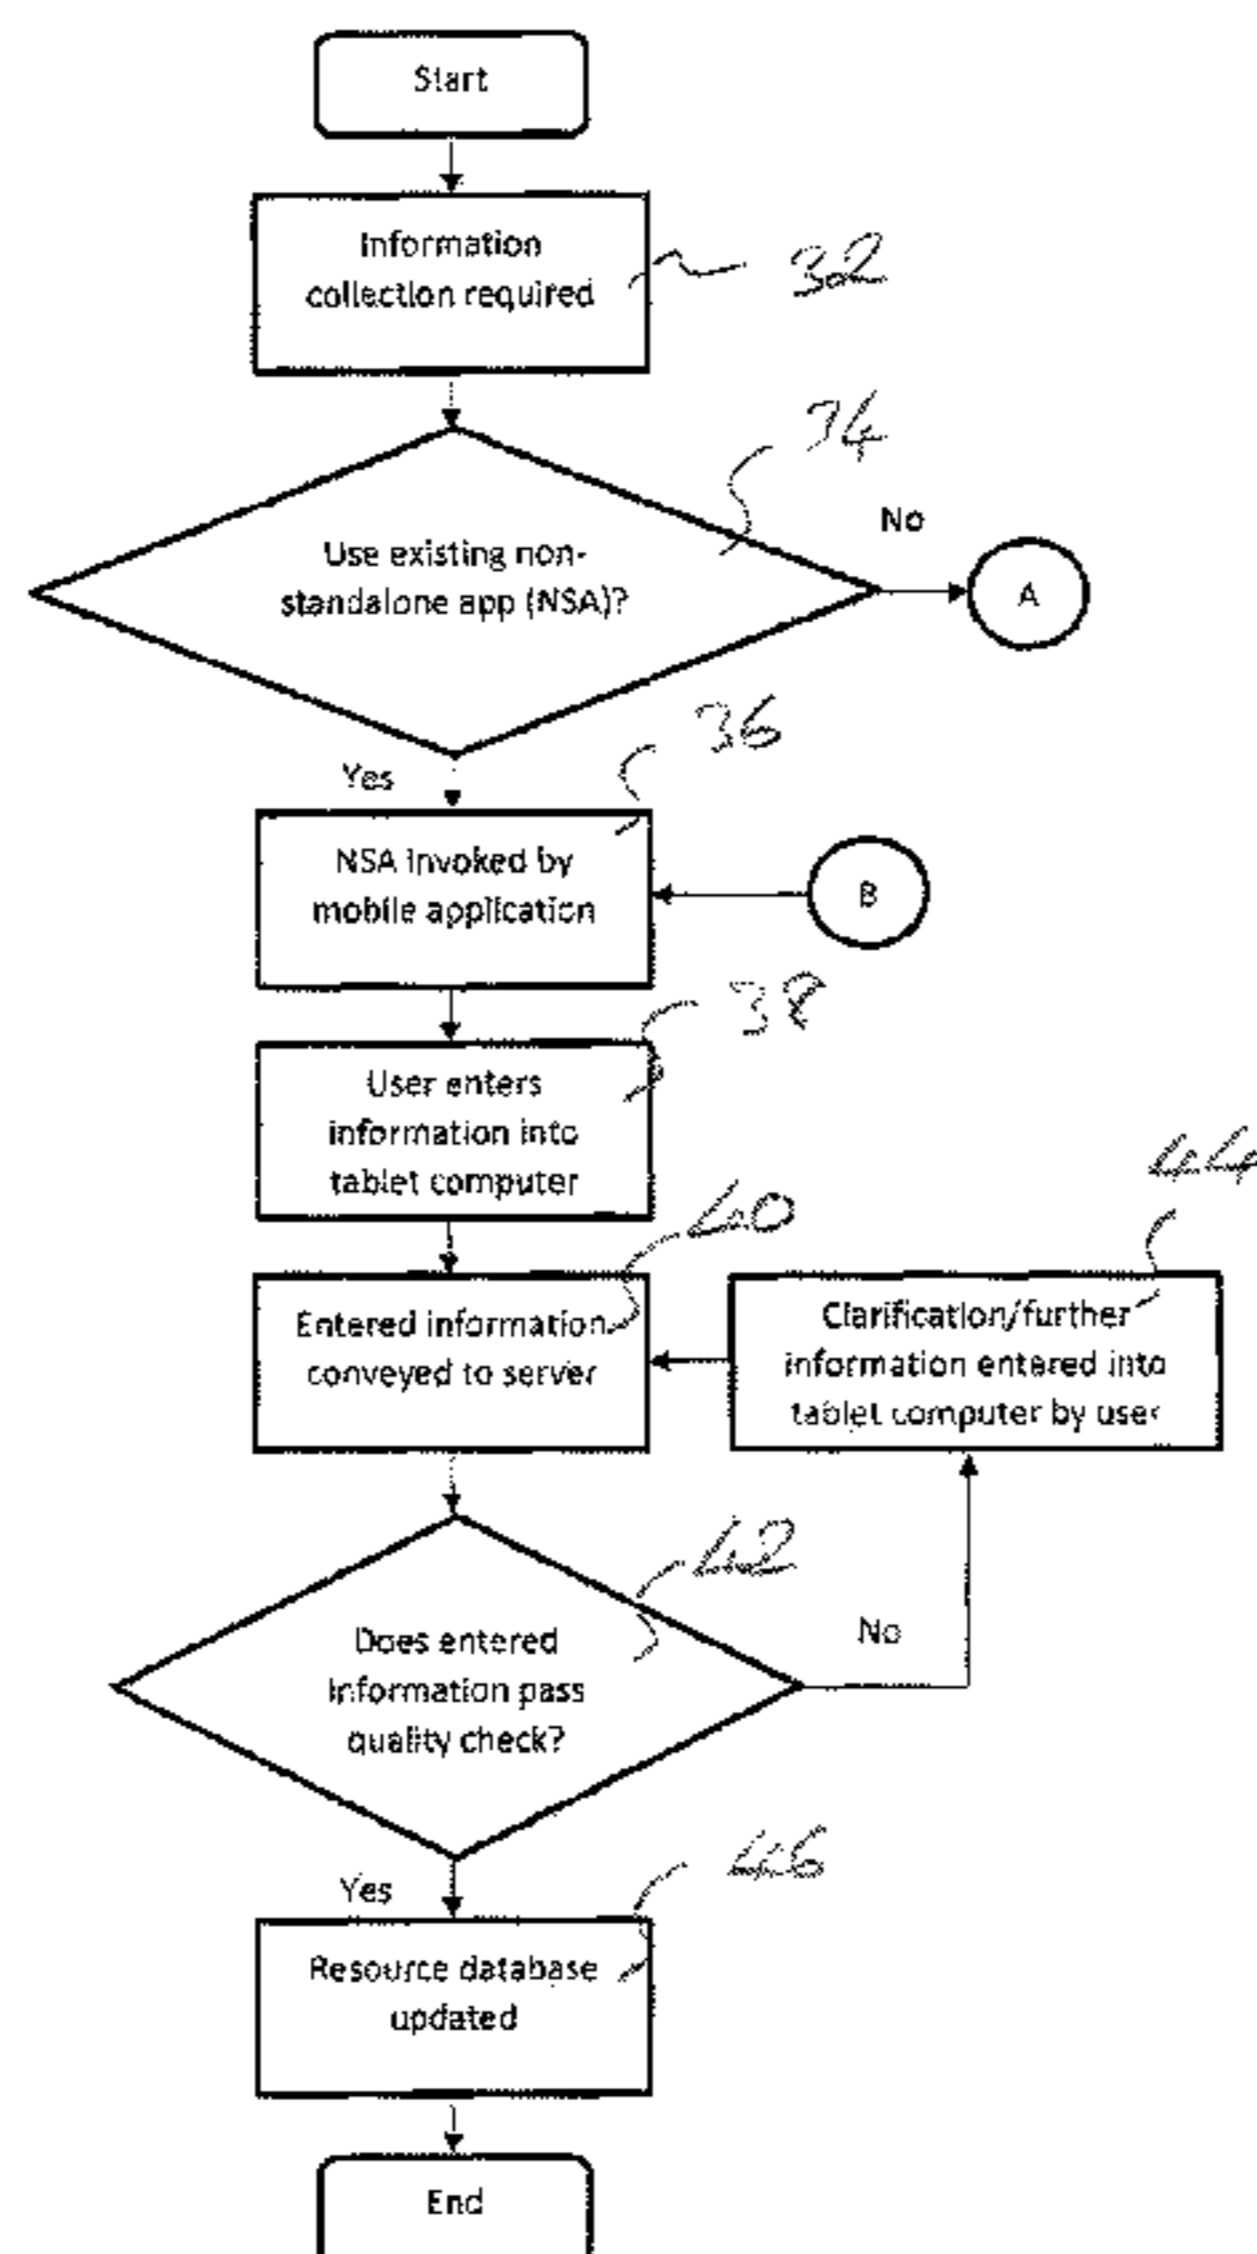 Start
Information
collection required
32
34
Use existing non-
standalone app (NSA)?
No
A
36
Yes
NSA invoked by
mobile application
B
38
User enters
information into
tablet computer
44
40
Entered information
conveyed to server
Clarification/further
information entered into
tablet computer by user
42
Does entered
information pass
quality check?
No
46
Yes
Resource database
updated
End